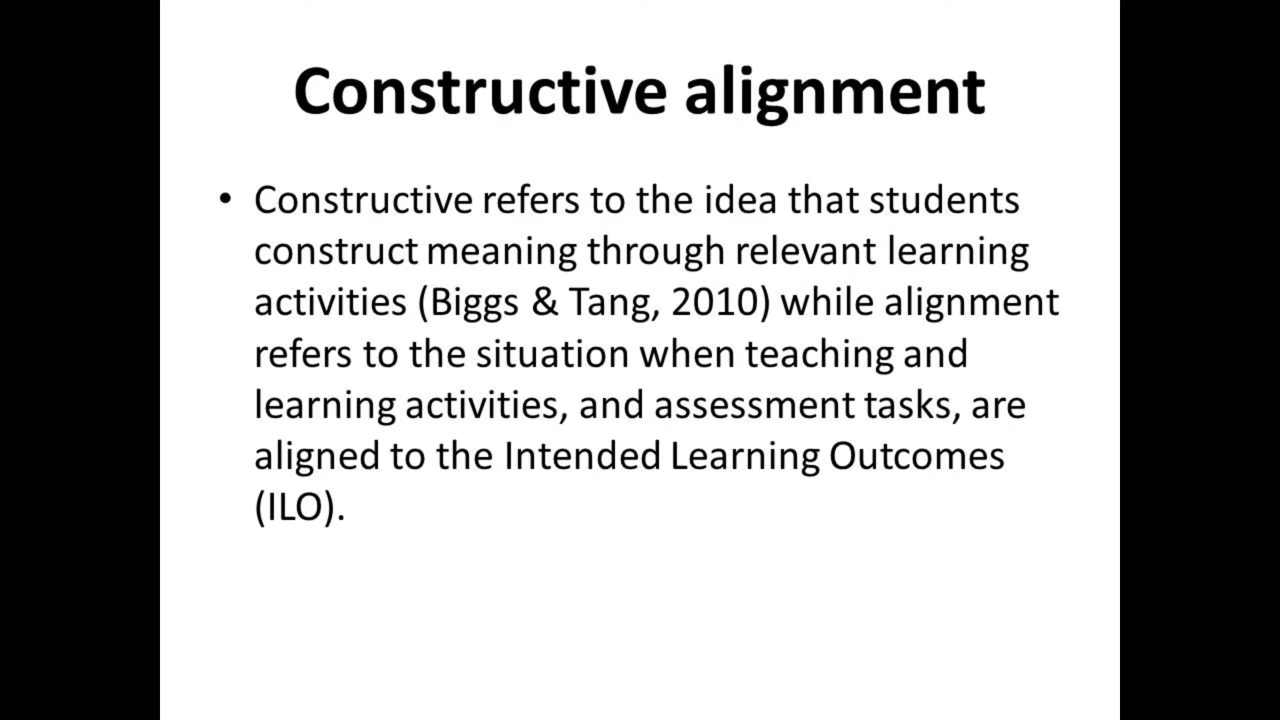 Constructive alignment
• Constructive refers to the idea that students
construct meaning through relevant learning
activities (Biggs & Tang, 2010) while alignment
refers to the situation when teaching and
learning activities, and assessment tasks, are
aligned to the Intended Learning Outcomes
(ILO).